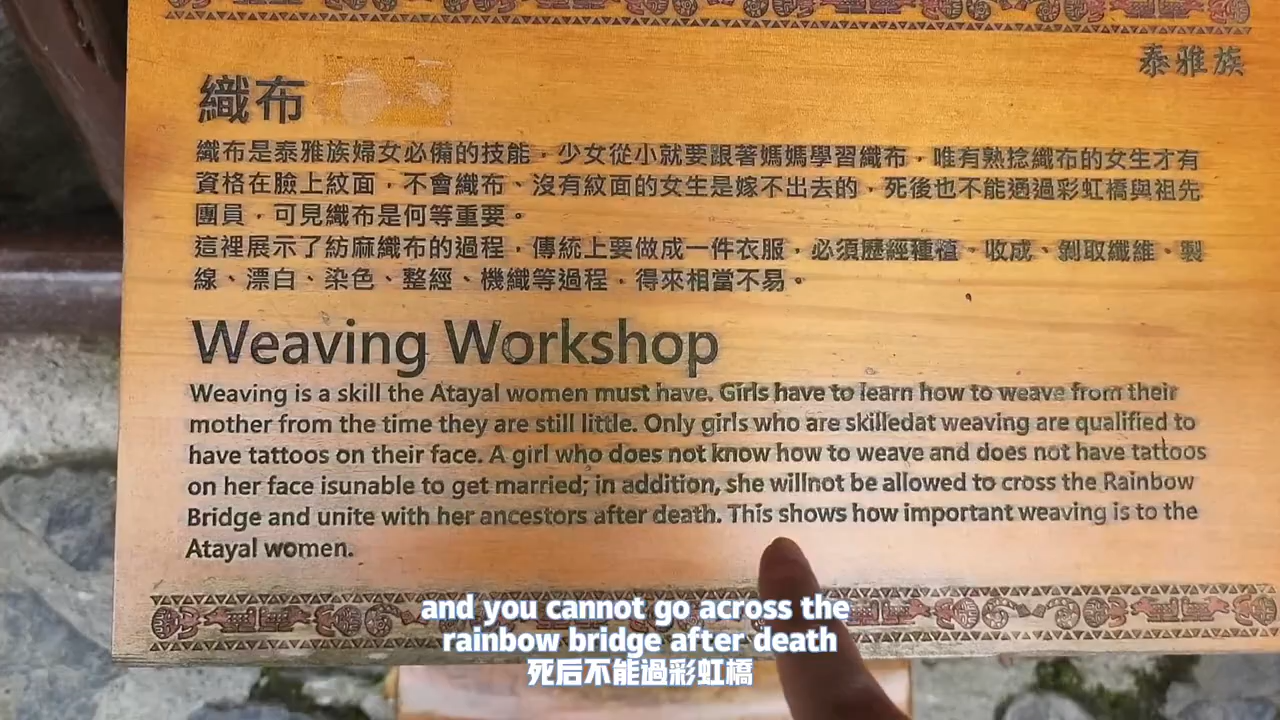 泰雅族
織布
織布是泰雅族婦女必備的技能，少女從小就要跟著媽媽學習織布，唯有熟捻織布的女生才有
資格在臉上紋面，不會織布、沒有紋面的女生是嫁不出去的，死後也不能通過彩虹橋與祖先
團員，可見織布是何等重要。
這裡展示了紡麻織布的過程，傳統上要做成一件衣服，必須歷經種植、收成、剝取纖維、製
線、漂白、染色、整經、機織等過程，得來相當不易。
Weaving Workshop
Weaving is a skill the Atayal women must have. Girls have to learn how to weave from their
mother from the time they are still little. Only girls who are skilledat weaving are qualified to
have tattoos on their face. A girl who does not know how to weave and does not have tattoos
on her face isunable to get married; in addition, she willnot be allowed to cross the Rainbow
Bridge and unite with her ancestors after death. This shows how important weaving is to the
Atayal women.
and you cannot go across the
rainbow bridge after death
死后不能過彩虹橋